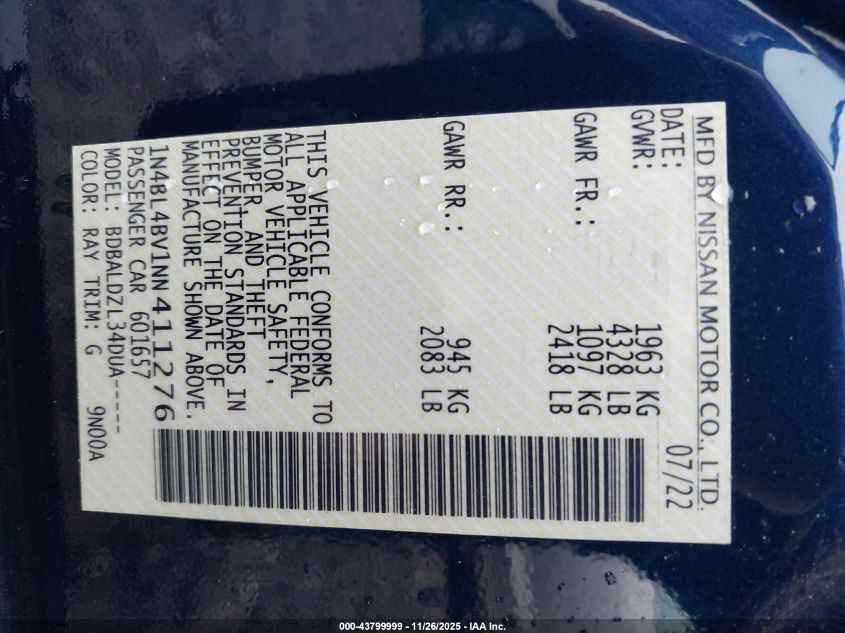 MFD BY NISSAN MOTOR CO., LTD.
DATE: 07/22
GVWR: 1963 KG
4328 LB
GAWR FR.: 1097 KG
2418 LB
GAWR RR.: 945 KG
2083 LB
THIS VEHICLE CONFORMS TO
ALL APPLICABLE FEDERAL
MOTOR VEHICLE SAFETY,
BUMPER, AND THEFT
PREVENTION STANDARDS IN
EFFECT ON THE DATE OF
MANUFACTURE SHOWN ABOVE.
1N4BL4BV1NN411276
PASSENGER CAR 601657
MODEL: BDBALDZL34DUA-----
COLOR: RAY TRIM: G 9N00A
000-43799999 - 11/26/2025 - IAA Inc.